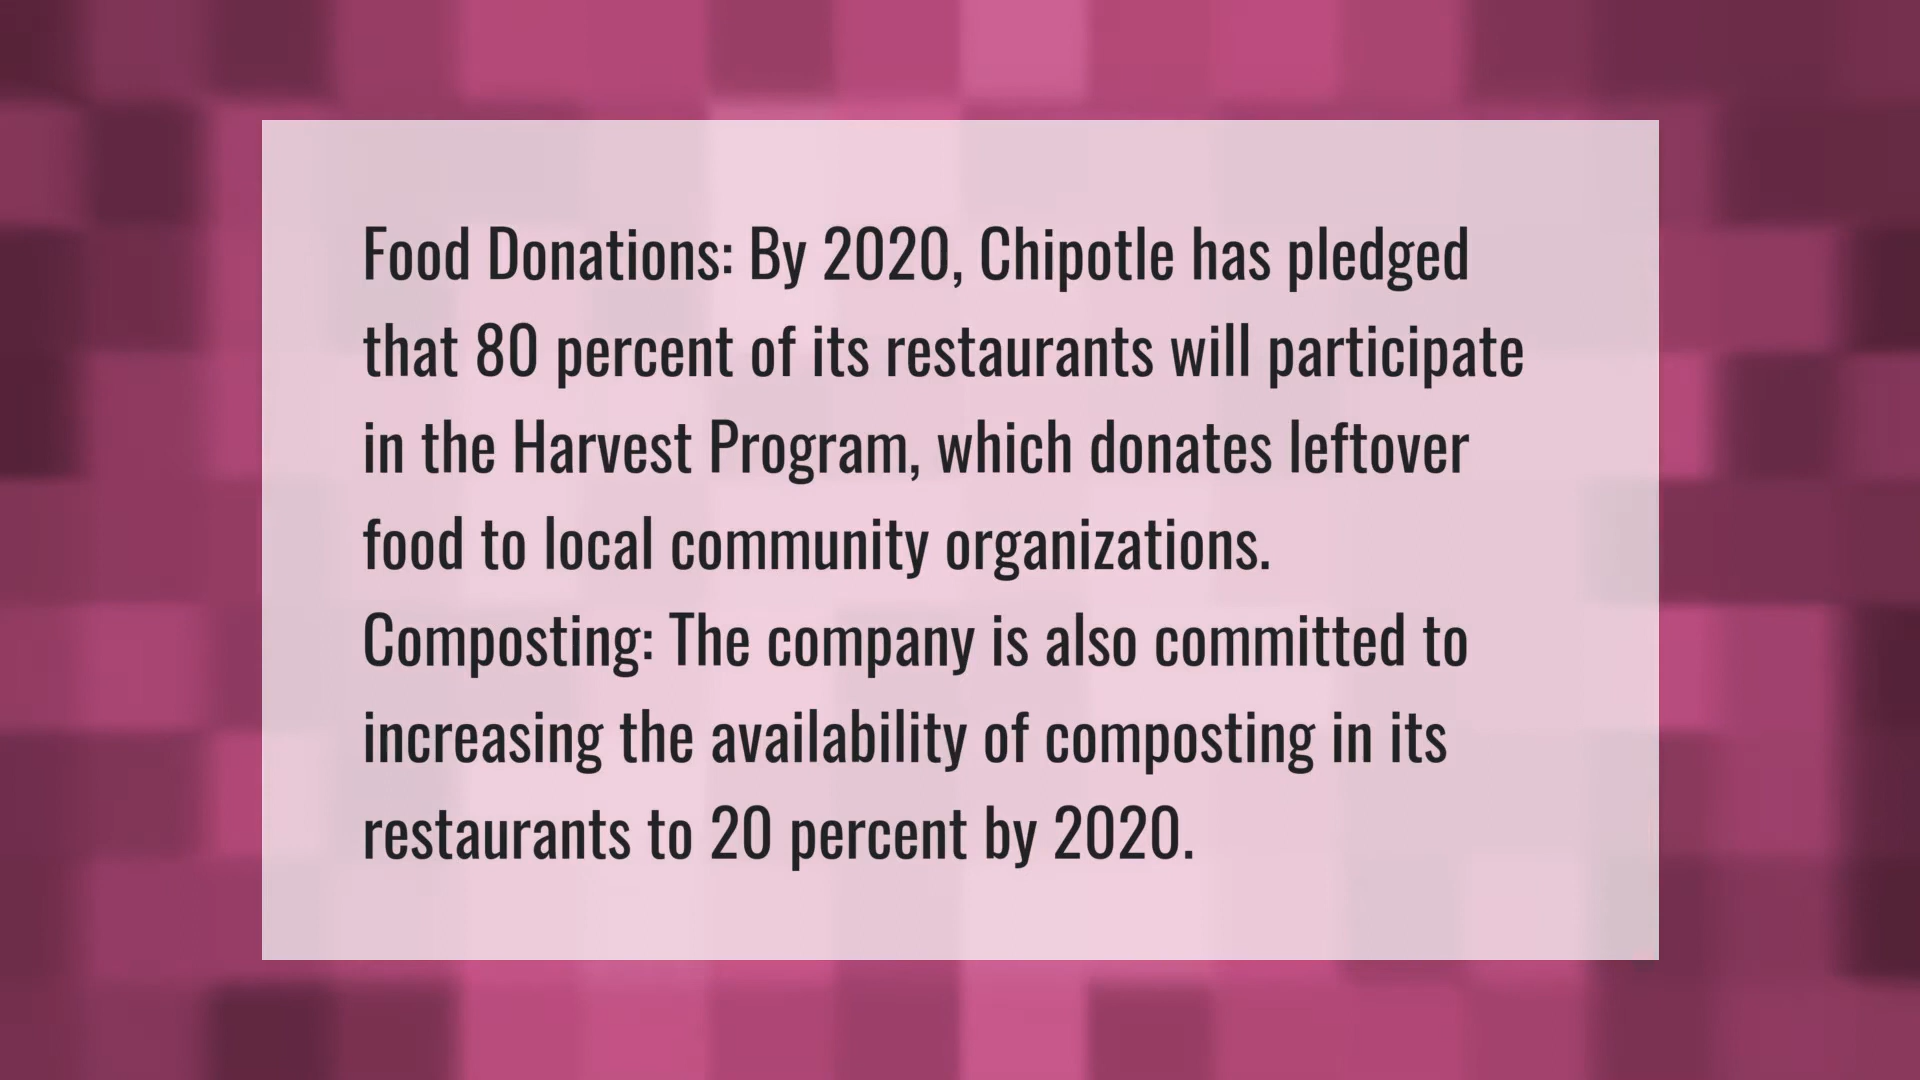 Food Donations: By 2020, Chipotle has pledged
that 80 percent of its restaurants will participate
in the Harvest Program, which donates leftover
food to local community organizations.
Composting: The company is also committed to
increasing the availability of composting in its
restaurants to 20 percent by 2020.